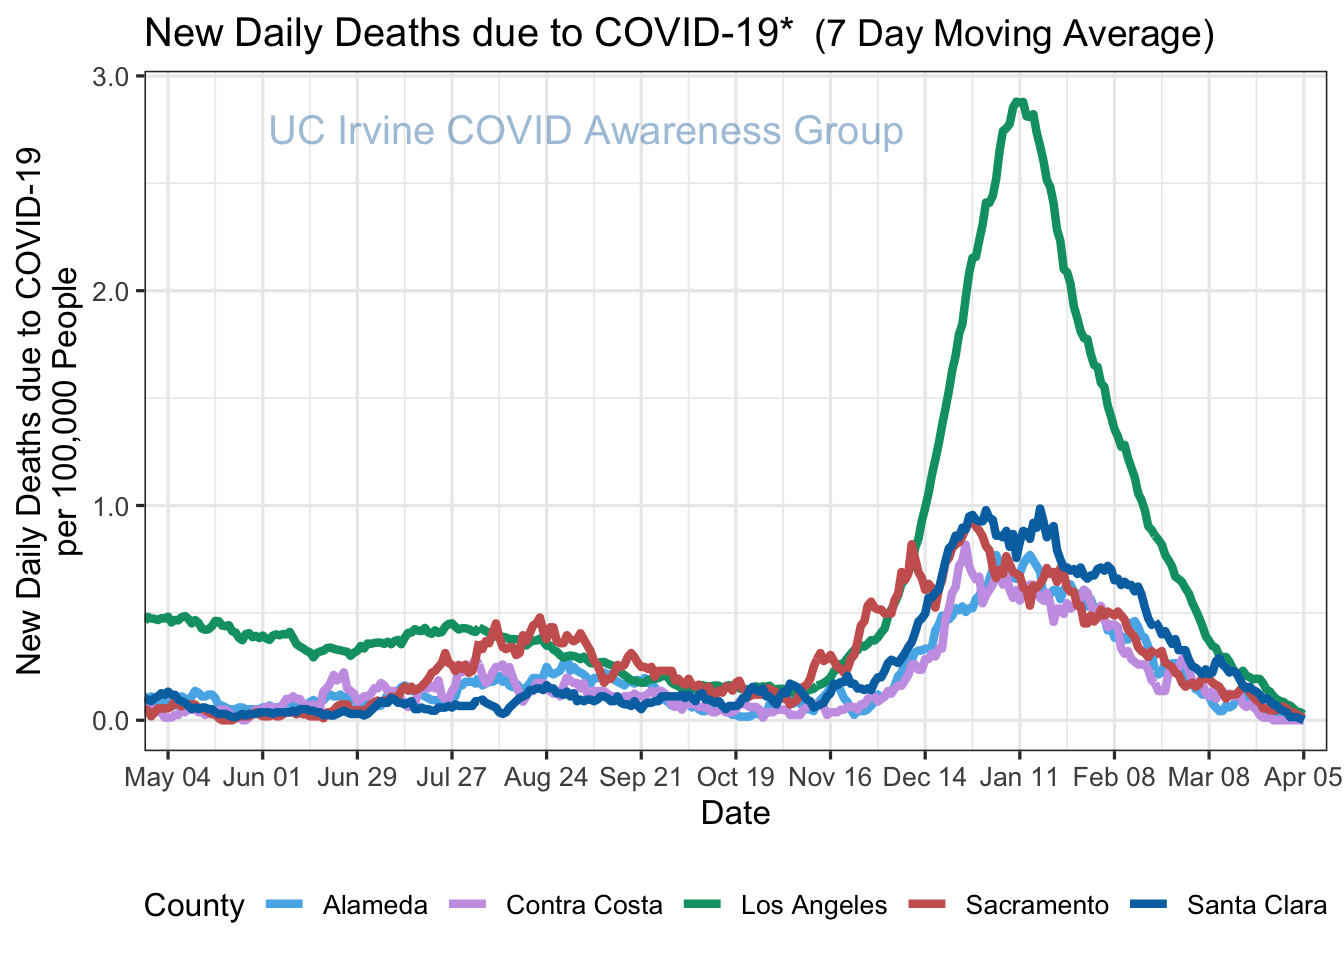 New Daily Deaths due to COVID-19* (7 Day Moving Average)
UC Irvine COVID Awareness Group
New Daily Deaths due to COVID-19
per 100,000 People
3.0
2.0
1.0
0.0
May 04 Jun 01 Jun 29 Jul 27 Aug 24 Sep 21 Oct 19 Nov 16 Dec 14 Jan 11 Feb 08 Mar 08 Apr 05
Date
County Alameda Contra Costa Los Angeles Sacramento Santa Clara